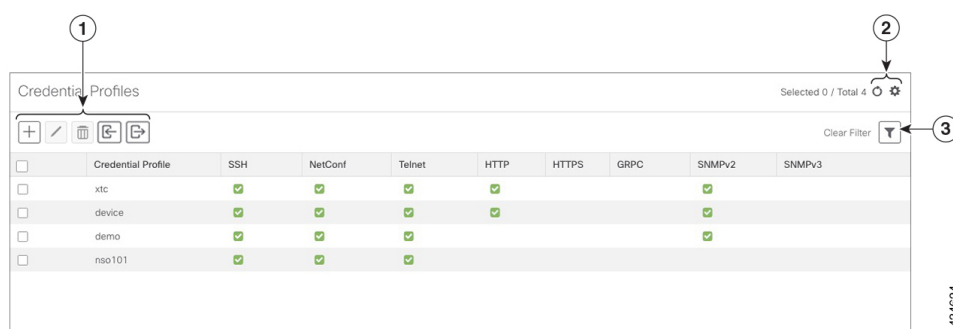 1
2
Credential Profiles
Selected 0 / Total 4
Clear Filter
3
Credential Profile SSH NetConf Telnet HTTP HTTPS GRPC SNMPv2 SNMPv3
xtc
device
demo
nso101